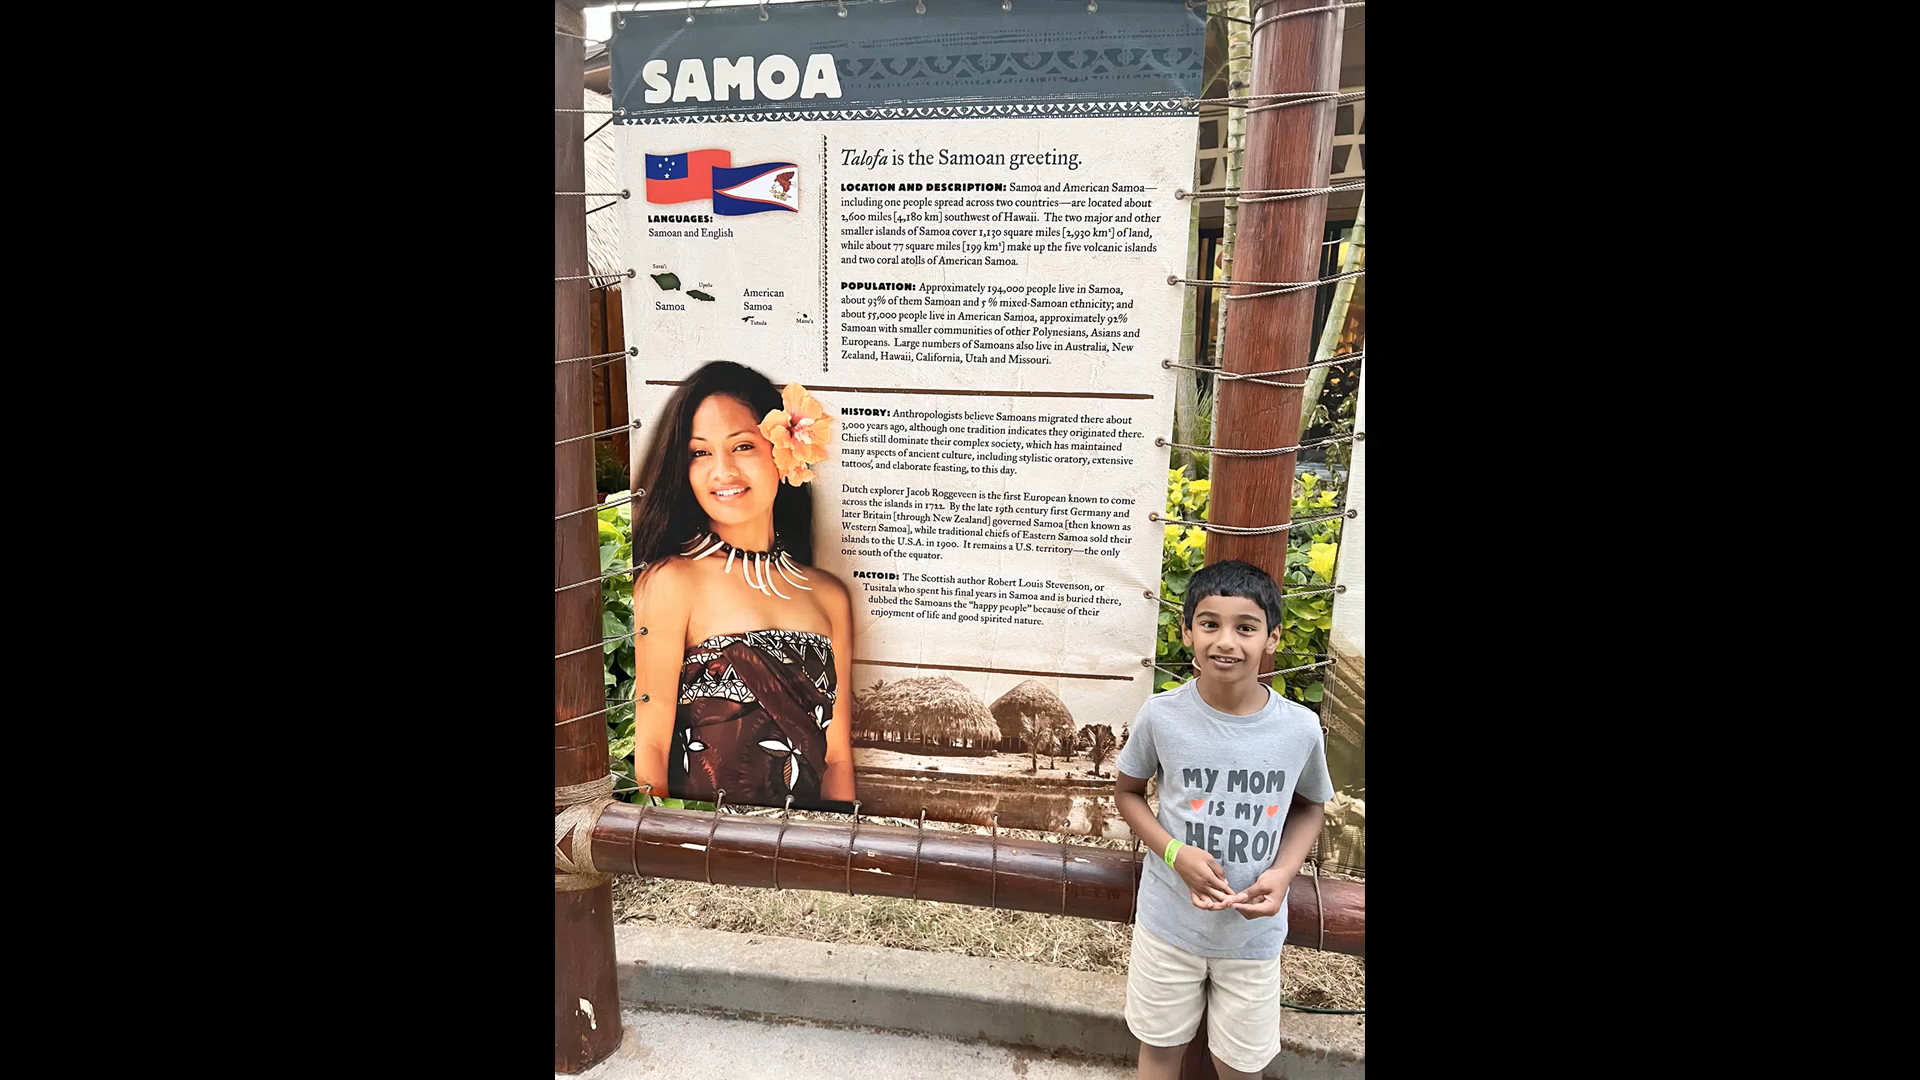 SAMOA
LANGUAGES:
Samoan and English
Savai'i
Upolu
Samoa
American
Samoa
Tutuila
Manu'a
Talofa is the Samoan greeting.
LOCATION AND DESCRIPTION: Samoa and American Samoa—
including one people spread across two countries—are located about
2,600 miles [4,180 km] southwest of Hawaii. The two major and other
smaller islands of Samoa cover 1,130 square miles [2,930 km²] of land,
while about 77 square miles [199 km²] make up the five volcanic islands
and two coral atolls of American Samoa.
POPULATION: Approximately 194,000 people live in Samoa,
about 93% of them Samoan and 5 % mixed-Samoan ethnicity; and
about 55,000 people live in American Samoa, approximately 92%
Samoan with smaller communities of other Polynesians, Asians and
Europeans. Large numbers of Samoans also live in Australia, New
Zealand, Hawaii, California, Utah and Missouri.
HISTORY: Anthropologists believe Samoans migrated there about
3,000 years ago, although one tradition indicates they originated there.
Chiefs still dominate their complex society, which has maintained
many aspects of ancient culture, including stylistic oratory, extensive
tattoos, and elaborate feasting, to this day.
Dutch explorer Jacob Roggeveen is the first European known to come
across the islands in 1722. By the late 19th century first Germany and
later Britain [through New Zealand] governed Samoa [then known as
Western Samoa], while traditional chiefs of Eastern Samoa sold their
islands to the U.S.A. in 1900. It remains a U.S. territory—the only
one south of the equator.
FACTOID: The Scottish author Robert Louis Stevenson, or
Tusitala who spent his final years in Samoa and is buried there,
dubbed the Samoans the "happy people" because of their
enjoyment of life and good spirited nature.
MY MOM
IS MY
HERO!